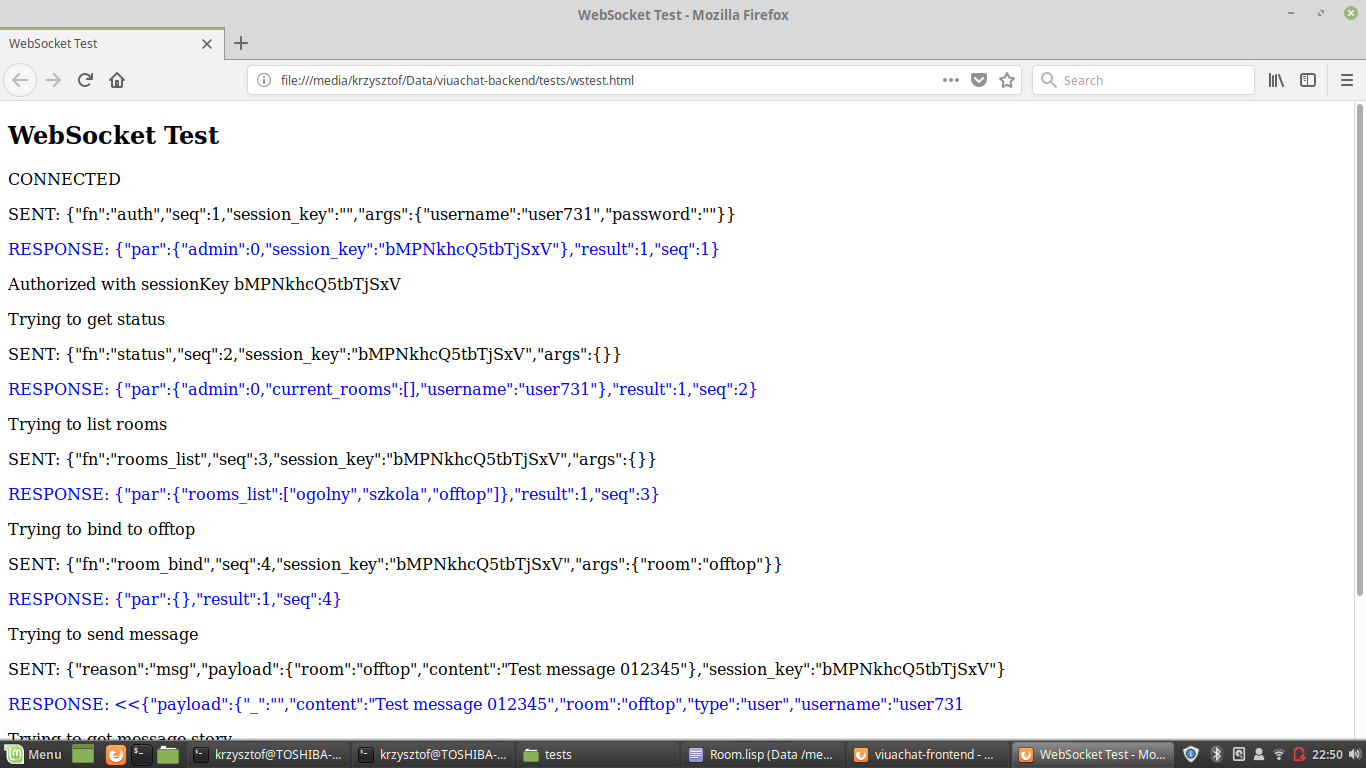 WebSocket Test - Mozilla Firefox
WebSocket Test
file:///media/krzysztof/Data/viuachat-backend/tests/wstest.html
Search
WebSocket Test
CONNECTED
SENT: {"fn":"auth","seq":1,"session_key":"","args":{"username":"user731","password":""}}
RESPONSE: {"par":{"admin":0,"session_key":"bMPNkhcQ5tbTjSxV"},"result":1,"seq":1}
Authorized with sessionKey bMPNkhcQ5tbTjSxV
Trying to get status
SENT: {"fn":"status","seq":2,"session_key":"bMPNkhcQ5tbTjSxV","args":{}}
RESPONSE: {"par":{"admin":0,"current_rooms":[],"username":"user731"},"result":1,"seq":2}
Trying to list rooms
SENT: {"fn":"rooms_list","seq":3,"session_key":"bMPNkhcQ5tbTjSxV","args":{}}
RESPONSE: {"par":{"rooms_list":["ogolny","szkola","offtop"]},"result":1,"seq":3}
Trying to bind to offtop
SENT: {"fn":"room_bind","seq":4,"session_key":"bMPNkhcQ5tbTjSxV","args":{"room":"offtop"}}
RESPONSE: {"par":{},"result":1,"seq":4}
Trying to send message
SENT: {"reason":"msg","payload":{"room":"offtop","content":"Test message 012345"},"session_key":"bMPNkhcQ5tbTjSxV"}
RESPONSE: <<{"payload":{"_":"","content":"Test message 012345","room":"offtop","type":"user","username":"user731
Trying to get message story
Menu
krzysztof@TOSHIBA-...
krzysztof@TOSHIBA-...
tests
Room.lisp (Data /me...
viuachat-frontend - ...
WebSocket Test - Mo...
22:50